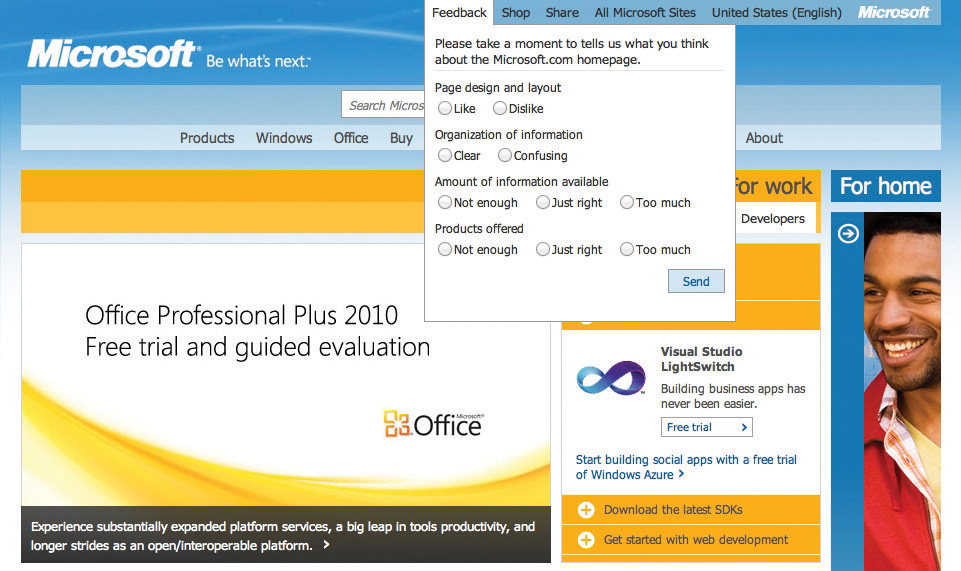 Feedback
Shop
Share
All Microsoft Sites
United States (English)
Microsoft
Microsoft® Be what's next.™
Please take a moment to tells us what you think
about the Microsoft.com homepage.
Page design and layout
Like Dislike
Organization of information
Clear Confusing
Amount of information available
Not enough Just right Too much
Products offered
Not enough Just right Too much
Send
Search Micros
Products
Windows
Office
Buy
About
For work
For home
Developers
Office Professional Plus 2010
Free trial and guided evaluation
Microsoft®
Office
Experience substantially expanded platform services, a big leap in tools productivity, and
longer strides as an open/interoperable platform. ›
Visual Studio
LightSwitch
Building business apps has
never been easier.
Free trial ›
Start building social apps with a free trial
of Windows Azure ›
Download the latest SDKs
Get started with web development